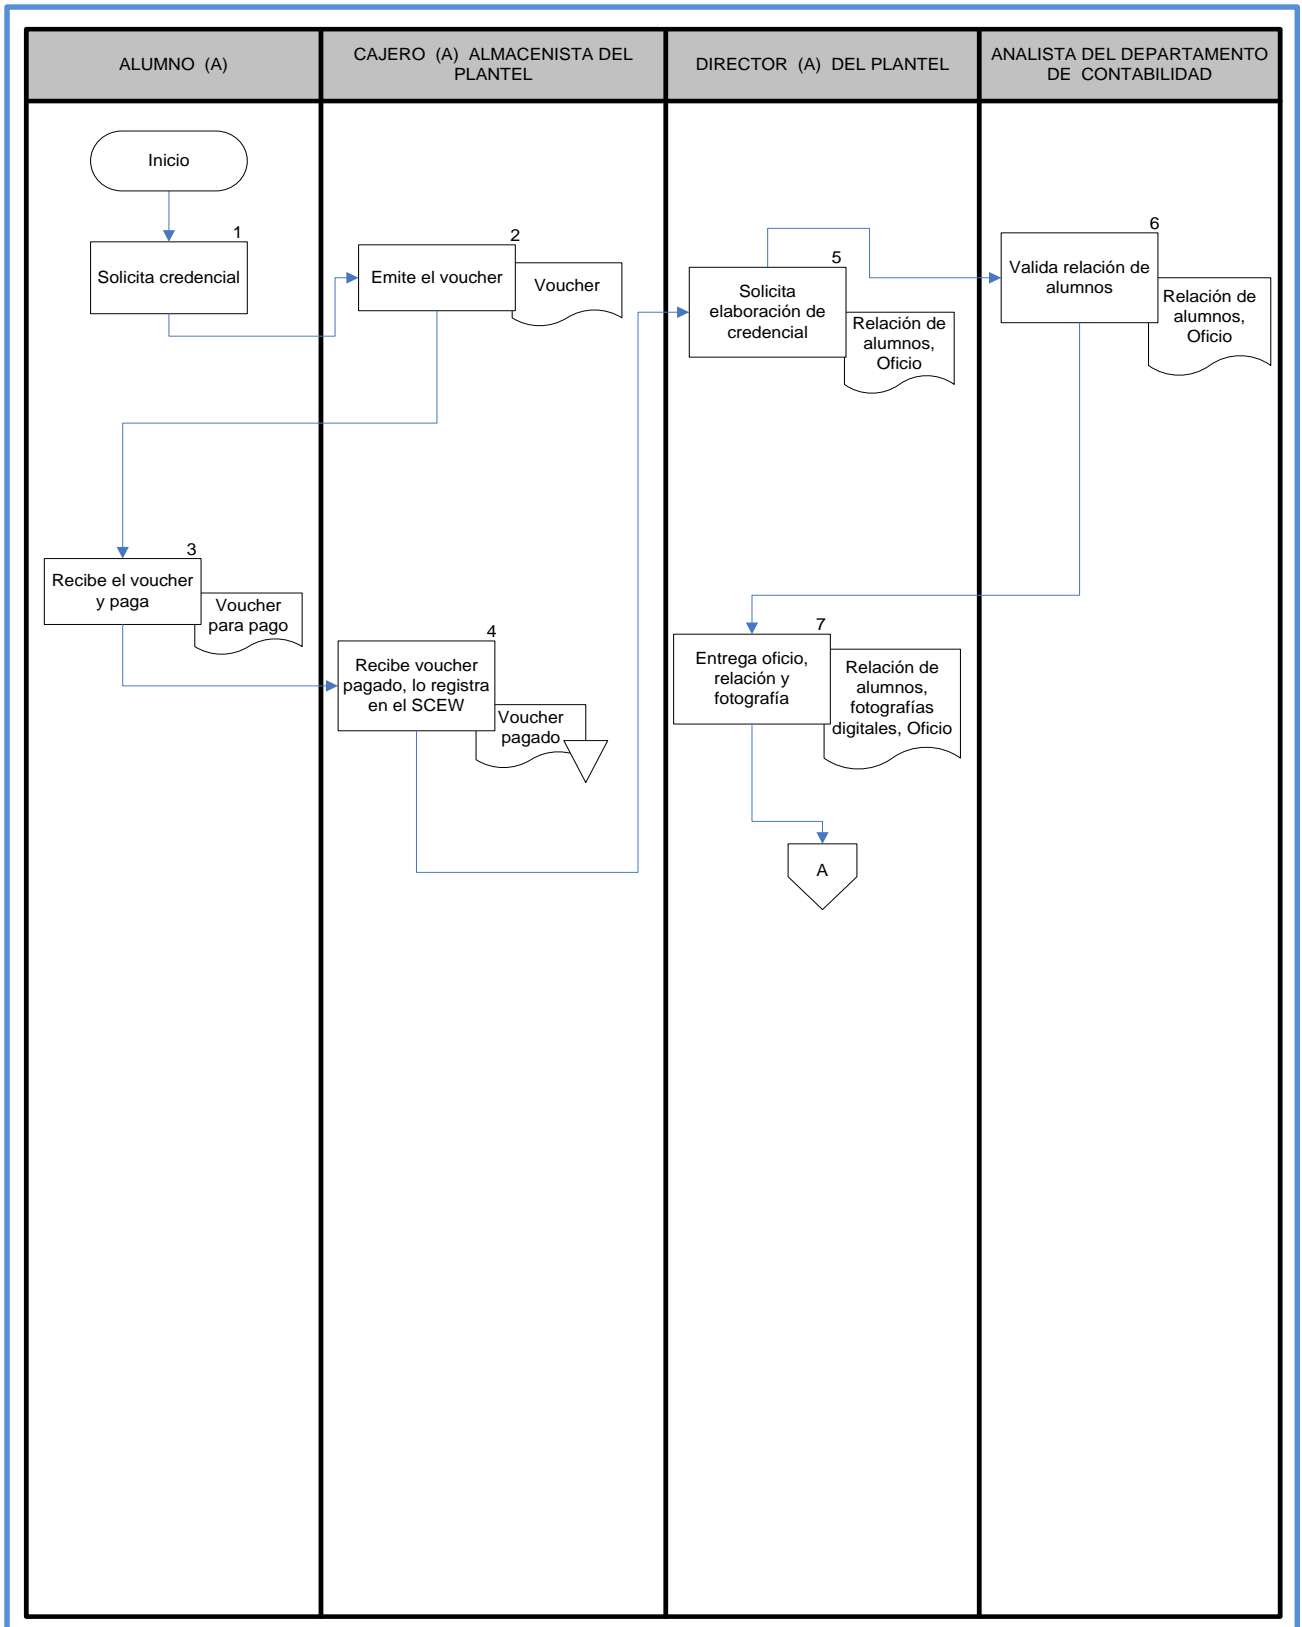 ALUMNO (A)
CAJERO (A) ALMACENISTA DEL
PLANTEL
DIRECTOR (A) DEL PLANTEL
ANALISTA DEL DEPARTAMENTO
DE CONTABILIDAD
Inicio
1
Solicita credencial
2
Emite el voucher
Voucher
3
Recibe el voucher
y paga
Voucher
para pago
4
Recibe voucher
pagado, lo registra
en el SCEW
Voucher
pagado
5
Solicita
elaboración de
credencial
Relación de
alumnos,
Oficio
6
Valida relación de
alumnos
Relación de
alumnos,
Oficio
7
Entrega oficio,
relación y
fotografía
Relación de
alumnos,
fotografías
digitales, Oficio
A